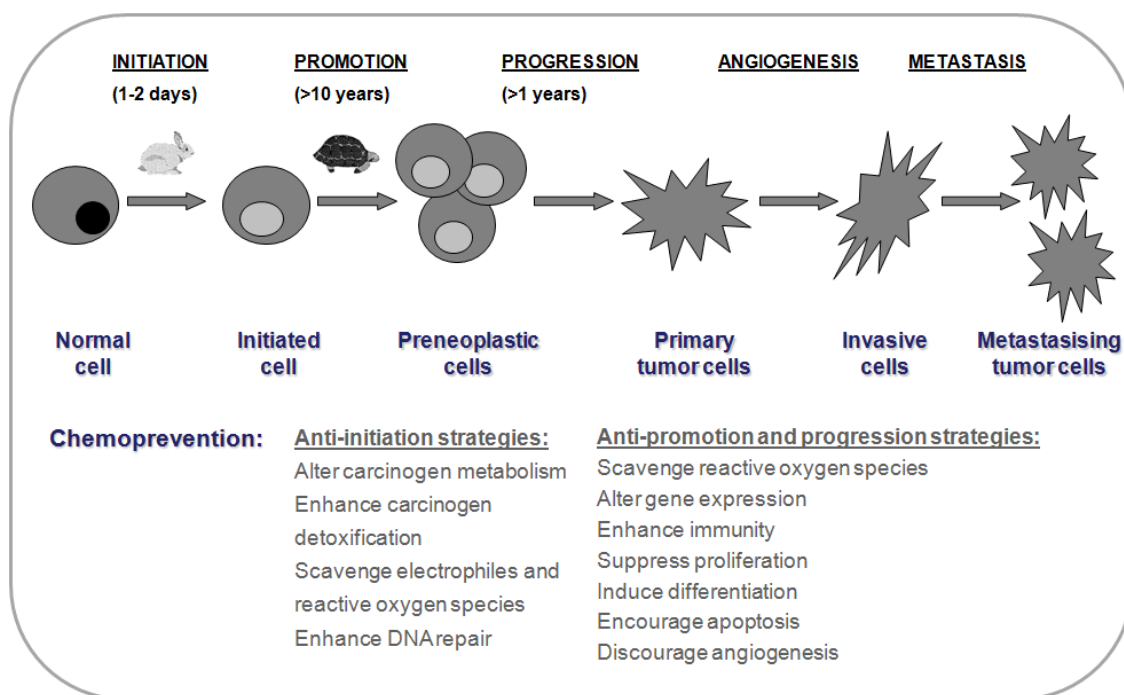 INITIATION
(1-2 days)
PROMOTION
(>10 years)
PROGRESSION
(>1 years)
ANGIOGENESIS
METASTASIS
Normal
cell
Initiated
cell
Preneoplastic
cells
Primary
tumor cells
Invasive
cells
Metastasising
tumor cells
Chemoprevention:
Anti-initiation strategies:
Alter carcinogen metabolism
Enhance carcinogen
detoxification
Scavenge electrophiles and
reactive oxygen species
Enhance DNA repair
Anti-promotion and progression strategies:
Scavenge reactive oxygen species
Alter gene expression
Enhance immunity
Suppress proliferation
Induce differentiation
Encourage apoptosis
Discourage angiogenesis